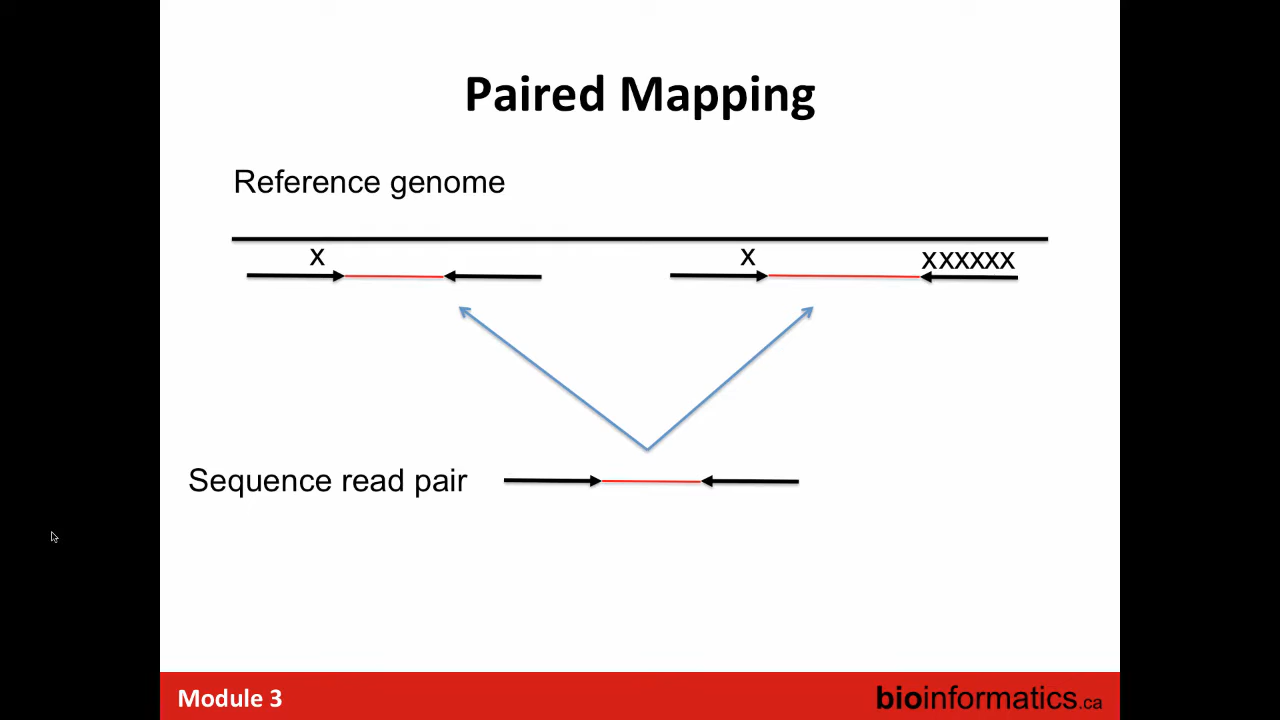 Paired Mapping
Reference genome
x x xxxxxx
Sequence read pair
Module 3 bioinformatics.ca